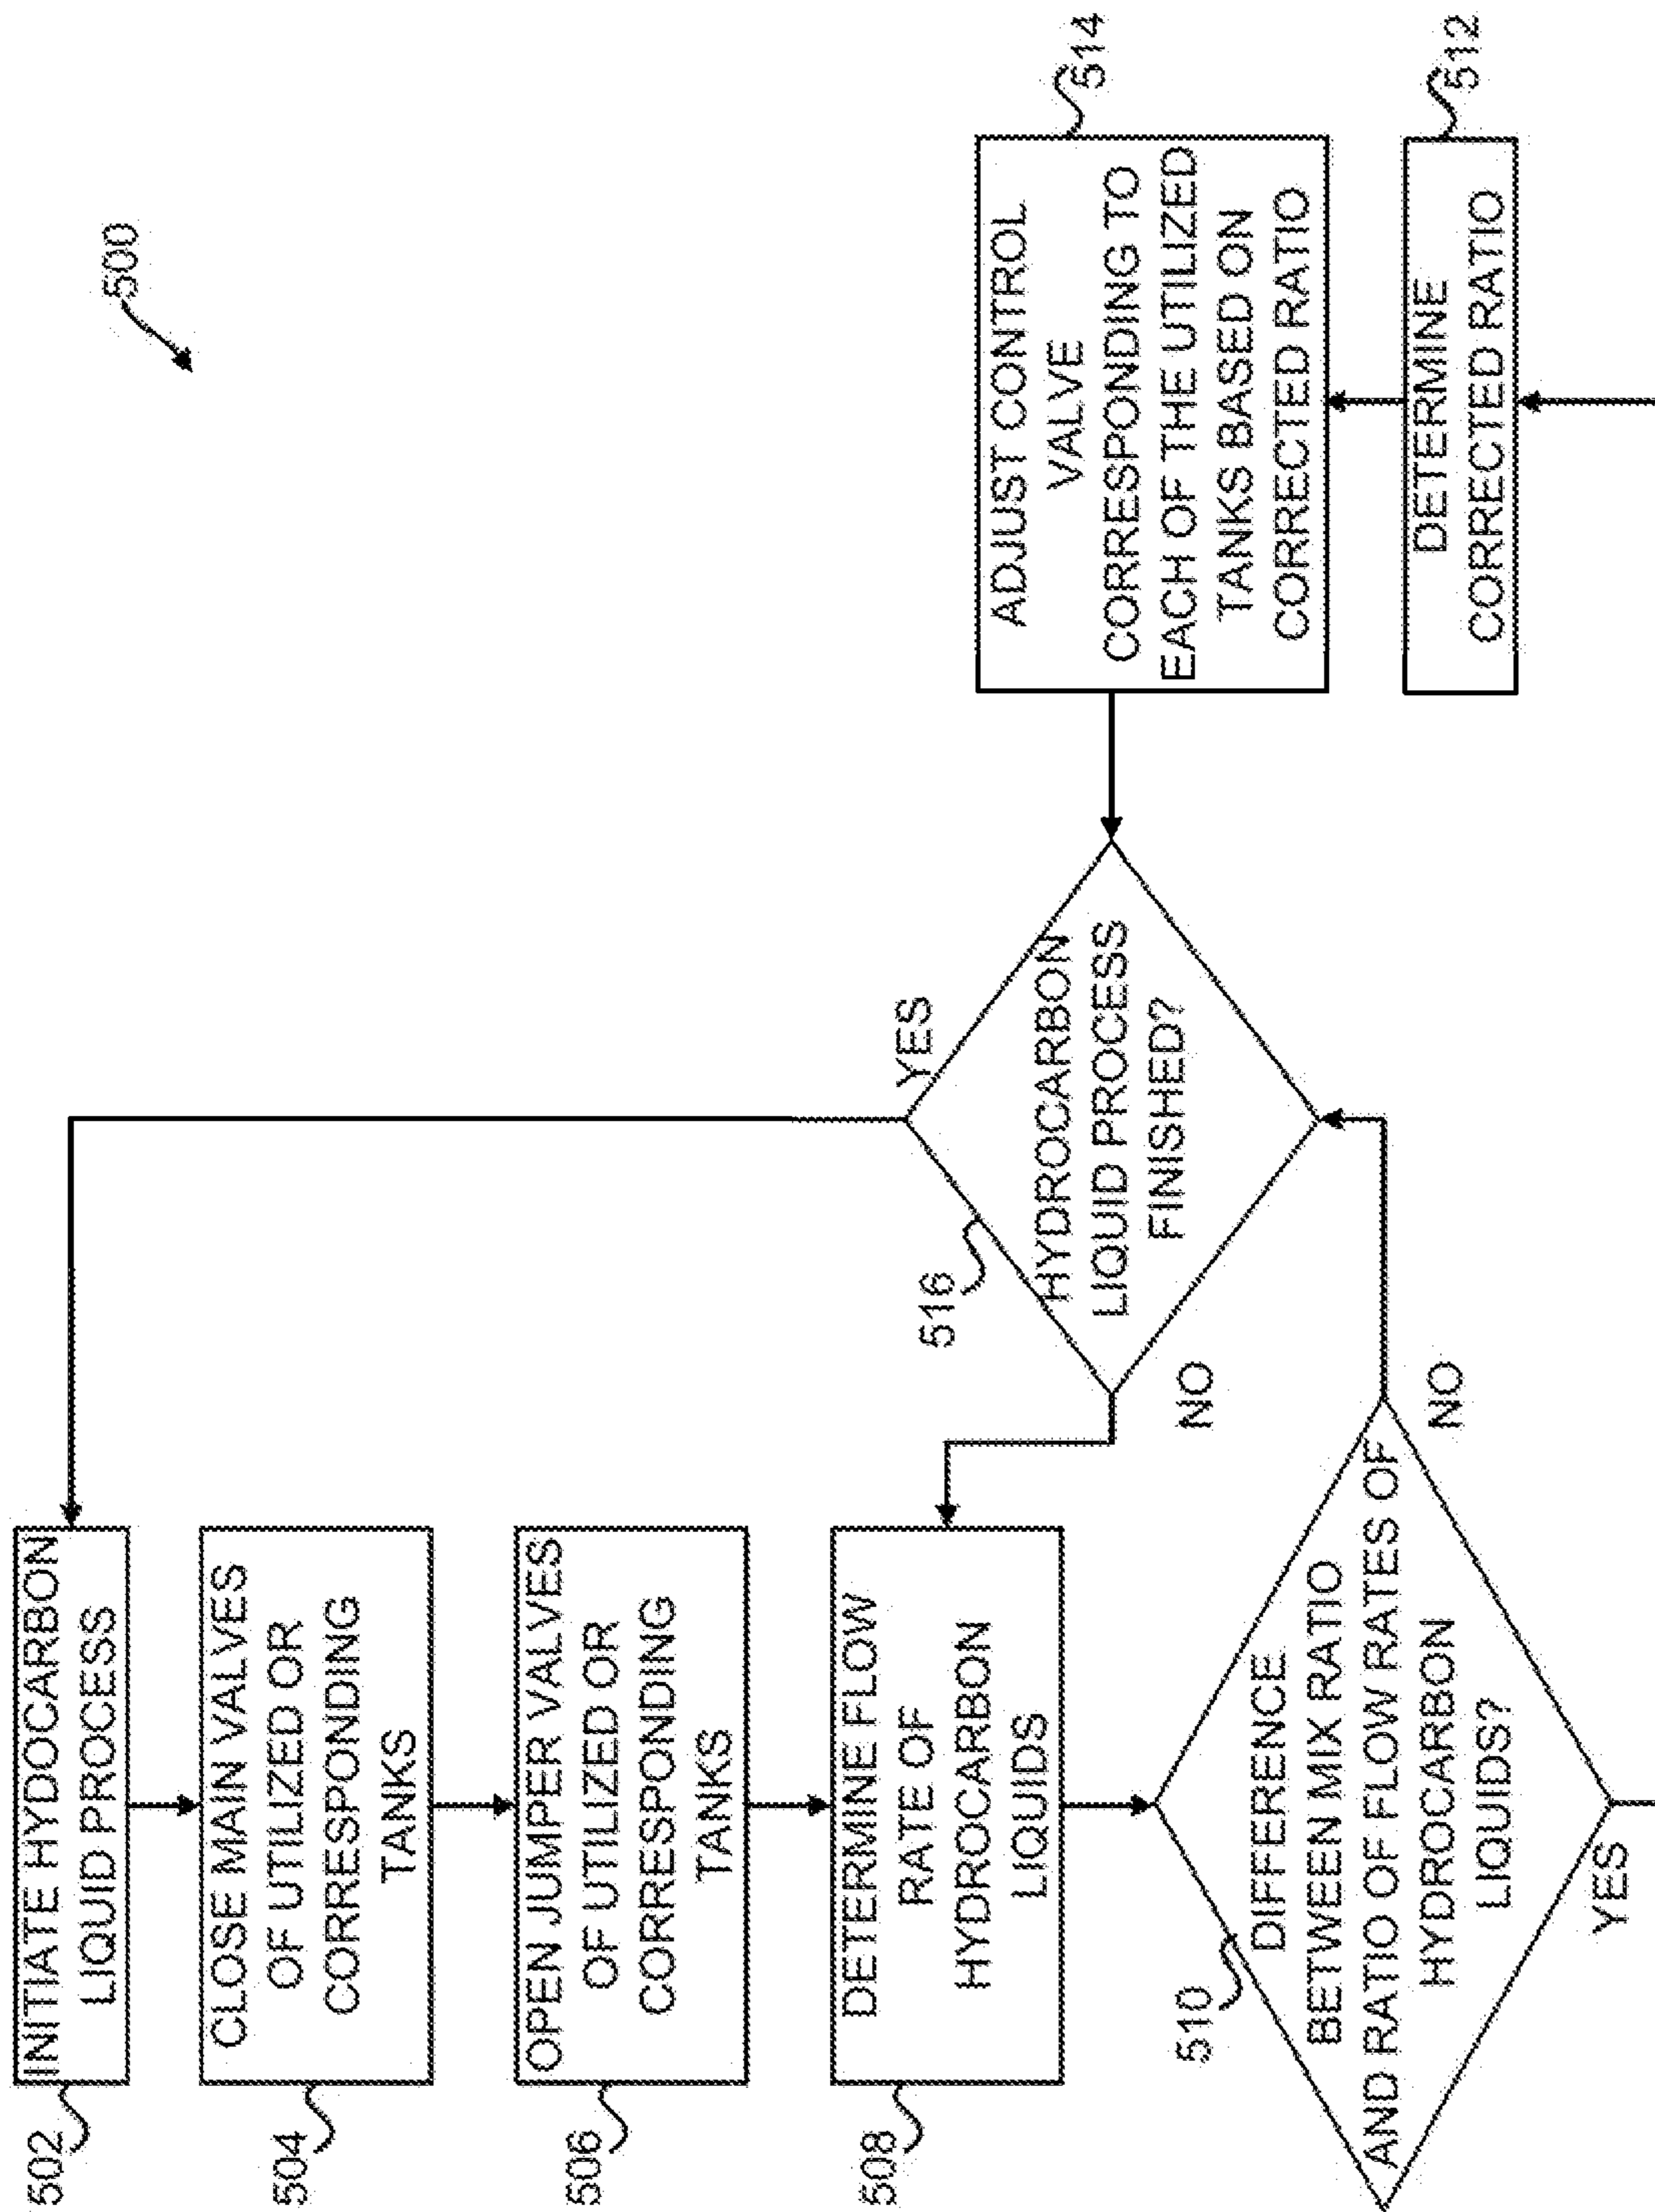 500
502
INITIATE HYDOCARBON
LIQUID PROCESS
504
CLOSE MAIN VALVES
OF UTILIZED OR
CORRESPONDING
TANKS
506
OPEN JUMPER VALVES
OF UTILIZED OR
CORRESPONDING
TANKS
508
DETERMINE FLOW
RATE OF
HYDROCARBON
LIQUIDS
510
DIFFERENCE
BETWEEN MIX RATIO
AND RATIO OF FLOW RATES OF
HYDROCARBON
LIQUIDS?
YES
NO
516
HYDROCARBON
LIQUID PROCESS
FINISHED?
YES
NO
514
ADJUST CONTROL
VALVE
CORRESPONDING TO
EACH OF THE UTILIZED
TANKS BASED ON
CORRECTED RATIO
512
DETERMINE
CORRECTED RATIO